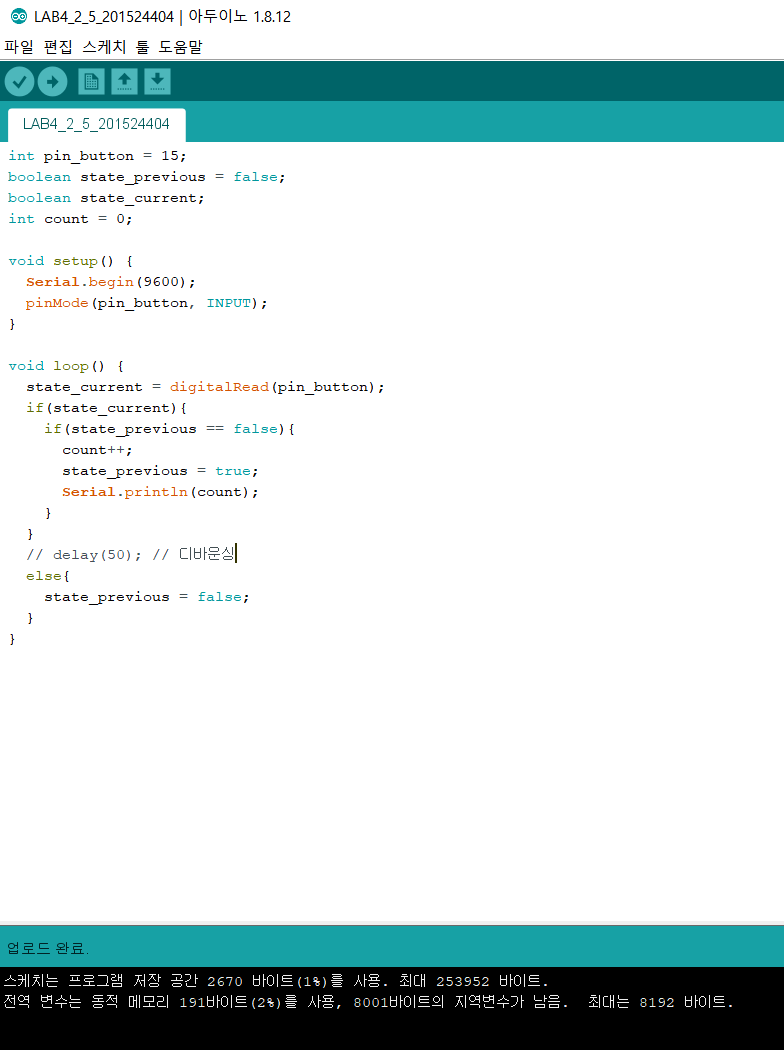 LAB4_2_5_201524404 | 아두이노 1.8.12
파일 편집 스케치 툴 도움말
LAB4_2_5_201524404
int pin_button = 15;
boolean state_previous = false;
boolean state_current;
int count = 0;

void setup() {
  Serial.begin(9600);
  pinMode(pin_button, INPUT);
}

void loop() {
  state_current = digitalRead(pin_button);
  if(state_current){
    if(state_previous == false){
      count++;
      state_previous = true;
      Serial.println(count);
    }
  }
  // delay(50); // 디바운싱
  else{
    state_previous = false;
  }
}
업로드 완료.
스케치는 프로그램 저장 공간 2670 바이트(1%)를 사용. 최대 253952 바이트.
전역 변수는 동적 메모리 191바이트(2%)를 사용, 8001바이트의 지역변수가 남음.  최대는 8192 바이트.